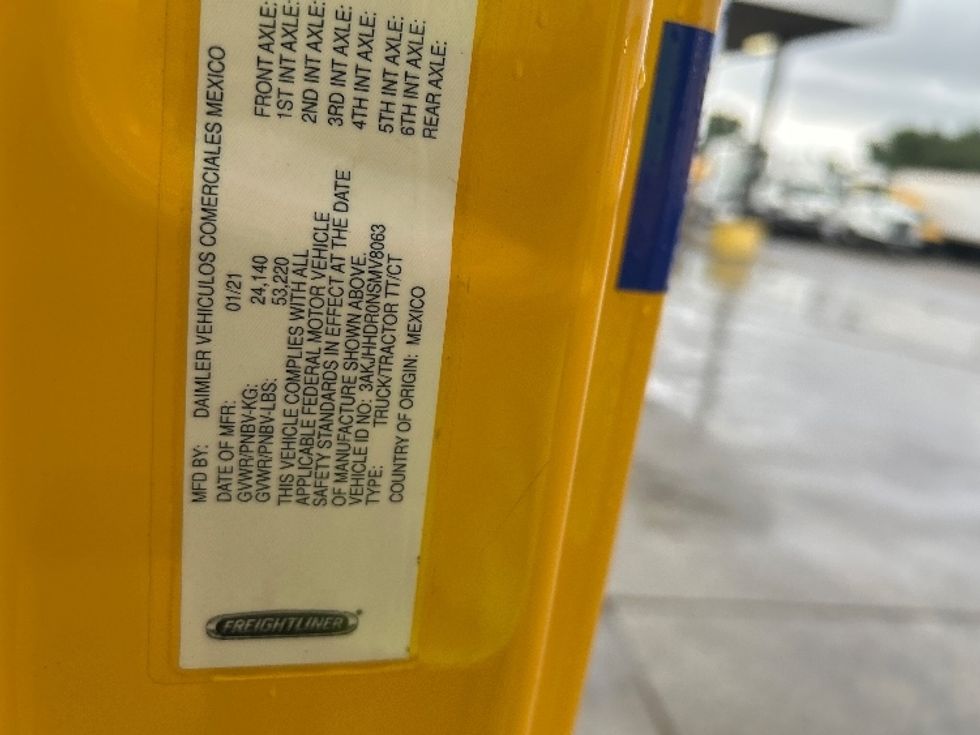 MFD BY: DAIMLER VEHICULOS COMERCIALES MEXICO
DATE OF MFR: 01/21
GVWR/PNBV-KG: 24,140
GVWR/PNBV-LBS: 53,220
THIS VEHICLE COMPLIES WITH ALL
APPLICABLE FEDERAL MOTOR VEHICLE
SAFETY STANDARDS IN EFFECT AT THE DATE
OF MANUFACTURE SHOWN ABOVE.
VEHICLE ID NO: 3AKJHHDR0NSMV8063
TYPE: TRUCK/TRACTOR TT/CT
COUNTRY OF ORIGIN: MEXICO
FRONT AXLE:
1ST INT AXLE:
2ND INT AXLE:
3RD INT AXLE:
4TH INT AXLE:
5TH INT AXLE:
6TH INT AXLE:
REAR AXLE:
FREIGHTLINER